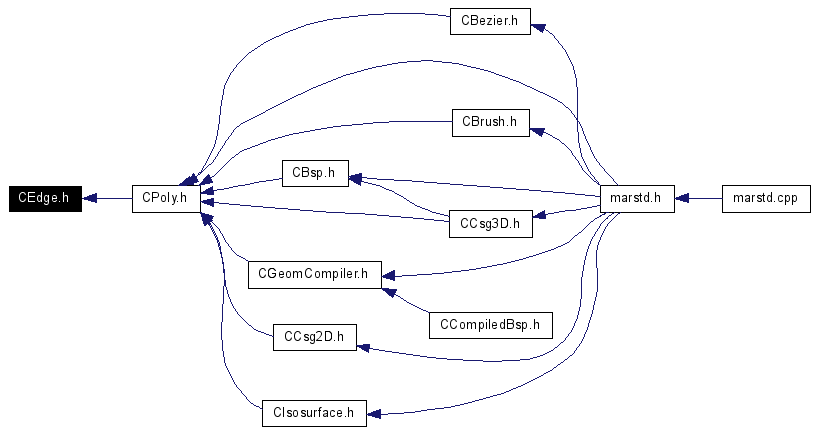 CBezier.h
CBrush.h
CBsp.h
CEdge.h
CPoly.h
marstd.h
marstd.cpp
CCsg3D.h
CGeomCompiler.h
CCompiledBsp.h
CCsg2D.h
CIsosurface.h